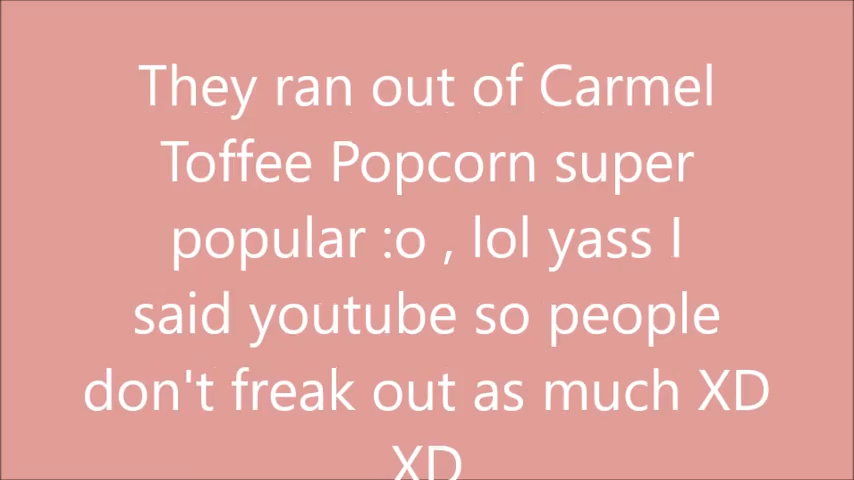 They ran out of Carmel
Toffee Popcorn super
popular :o , lol yass I
said youtube so people
don't freak out as much XD
XD